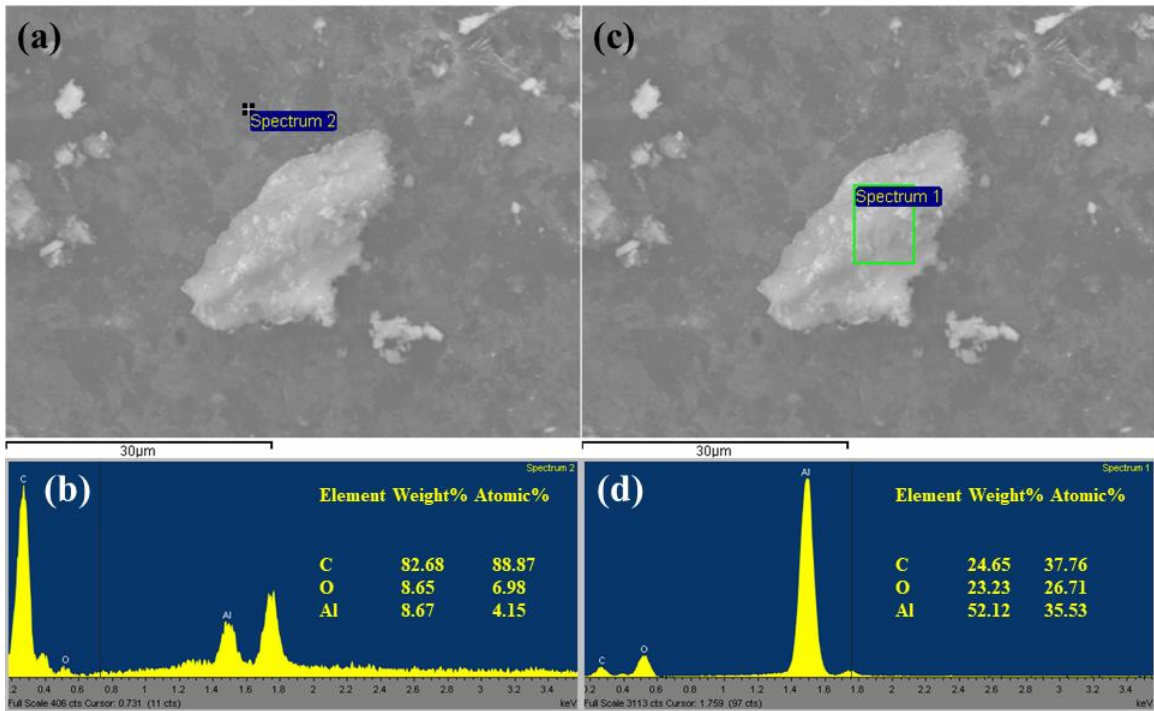 (a)
Spectrum 2
30µm
(c)
Spectrum 1
30µm
Spectrum 2
(b)
C
O
Al
Element Weight% Atomic%
C 82.68 88.87
O 8.65 6.98
Al 8.67 4.15
.2 0.4 0.6 0.8 1 1.2 1.4 1.6 1.8 2 2.2 2.4 2.6 2.8 3 3.2 3.4
Full Scale 406 cts Cursor: 0.731 (11 cts) keV
Spectrum 1
(d)
C
O
Al
Element Weight% Atomic%
C 24.65 37.76
O 23.23 26.71
Al 52.12 35.53
0.2 0.4 0.6 0.8 1 1.2 1.4 1.6 1.8 2 2.2 2.4 2.6 2.8 3 3.2 3.4
Full Scale 3113 cts Cursor: 1.759 (97 cts) keV